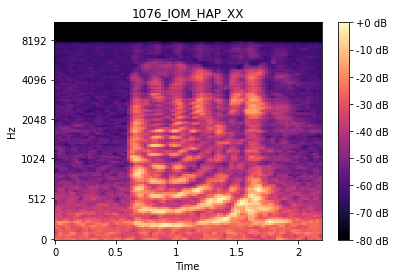 1076_IOM_HAP_XX
+0 dB
8192
-10 dB
4096
-20 dB
-30 dB
2048
Hz
-40 dB
1024
-50 dB
512
-60 dB
-70 dB
0
-80 dB
0
0.5
1
1.5
2
Time